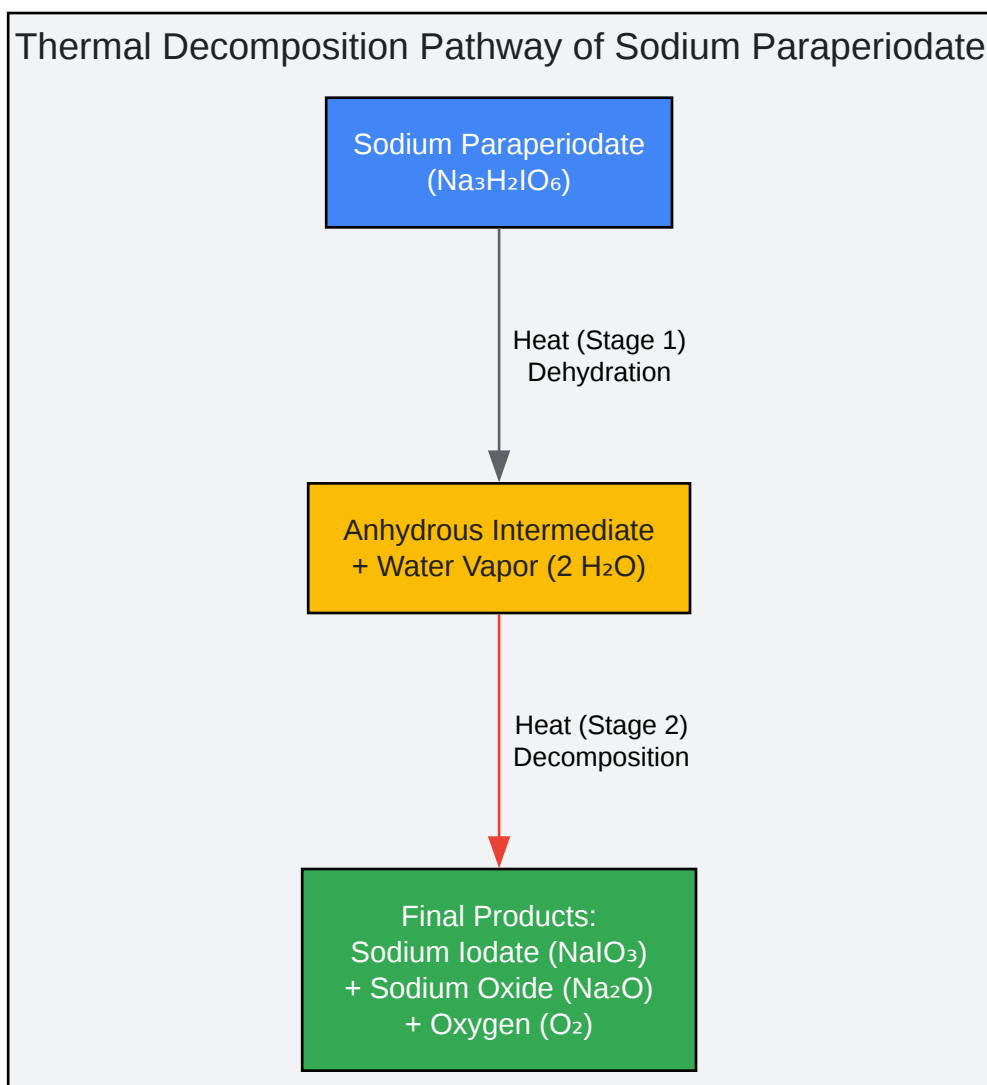 Thermal Decomposition Pathway of Sodium Paraperiodate
Sodium Paraperiodate
(Na₃H₂IO₆)
Heat (Stage 1)
Dehydration
Anhydrous Intermediate
+ Water Vapor (2 H₂O)
Heat (Stage 2)
Decomposition
Final Products:
Sodium Iodate (NaIO₃)
+ Sodium Oxide (Na₂O)
+ Oxygen (O₂)